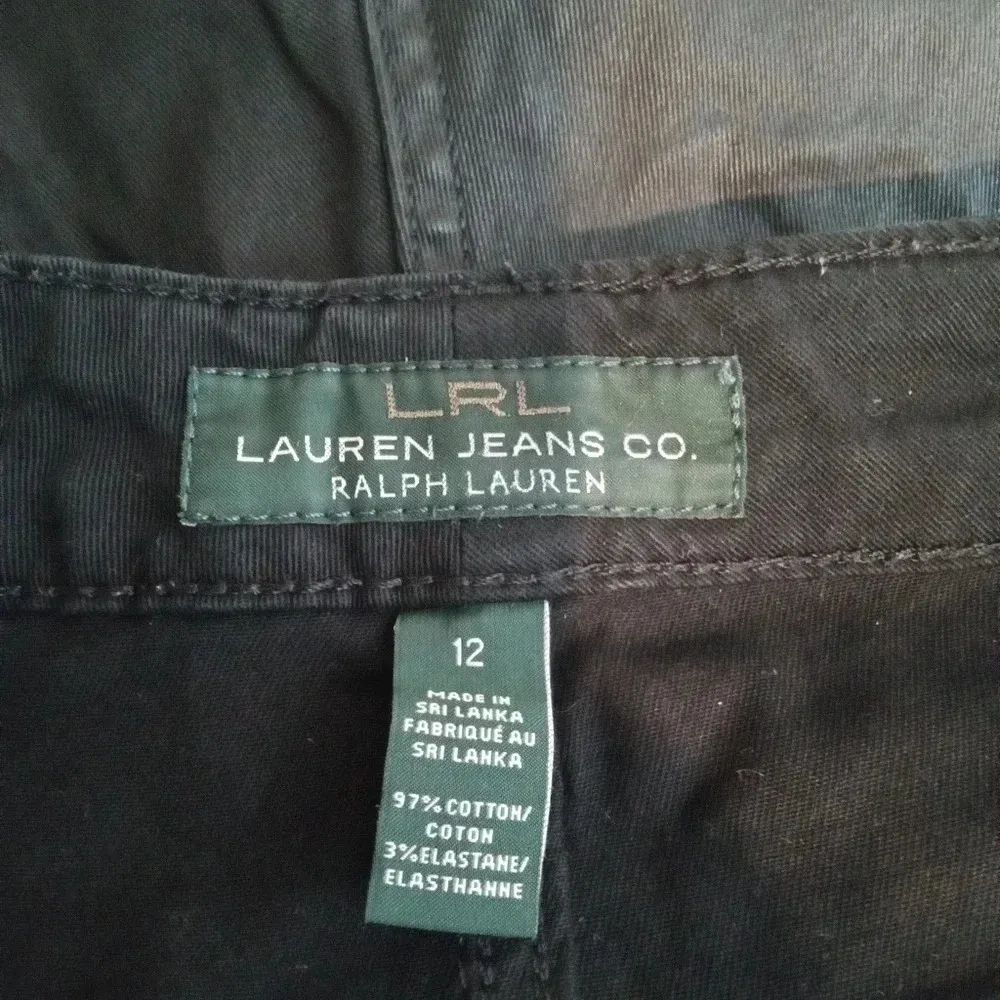 LRL
LAUREN JEANS CO.
RALPH LAUREN
12
MADE IN
SRI LANKA
FABRIQUÉ AU
SRI LANKA
97% COTTON/
COTON
3% ELASTANE/
ELASTHANNE